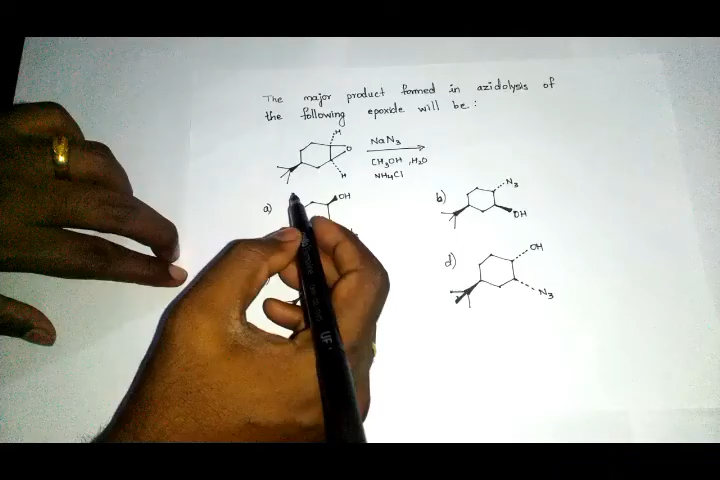 The major product formed in azidolysis of
the following epoxide will be :
H
O
H
NaN3
CH3OH , H2O
NH4Cl
a) OH
b) N3
OH
d) OH
N3